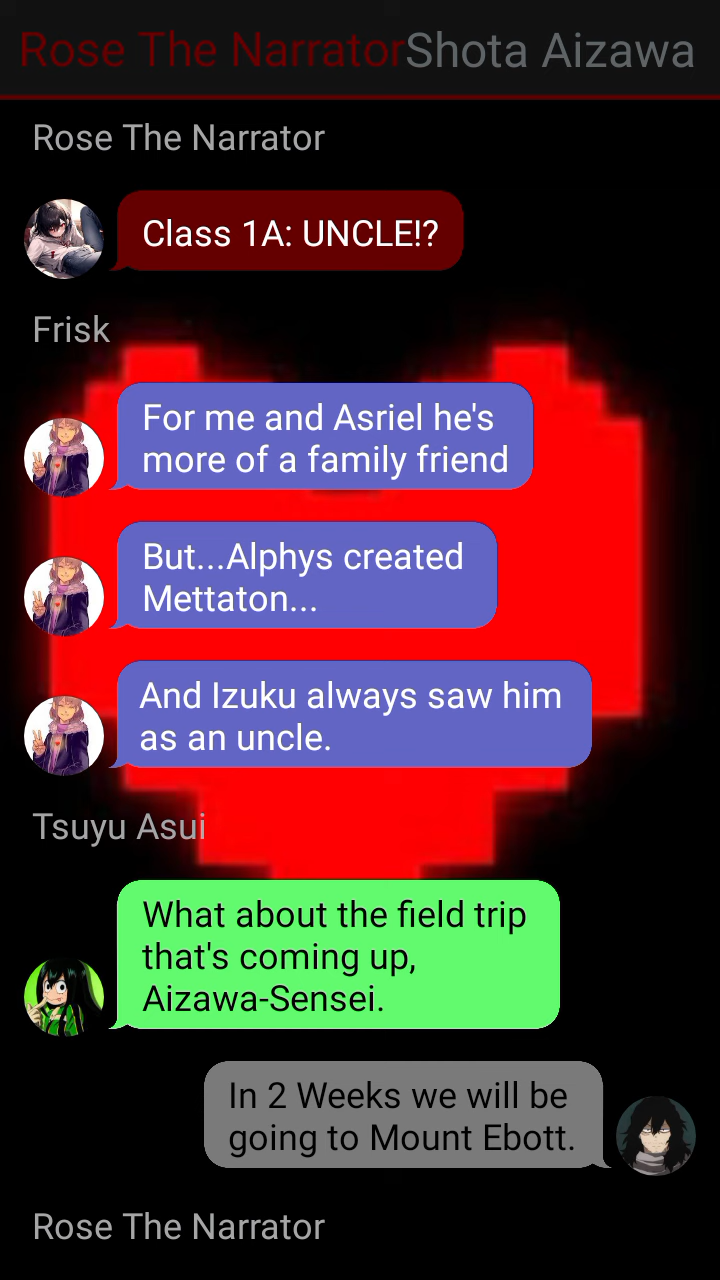 Rose The NarratorShota Aizawa
Rose The Narrator
Class 1A: UNCLE!?
Frisk
For me and Asriel he's
more of a family friend
But...Alphys created
Mettaton...
And Izuku always saw him
as an uncle.
Tsuyu Asui
What about the field trip
that's coming up,
Aizawa-Sensei.
In 2 Weeks we will be
going to Mount Ebott.
Rose The Narrator